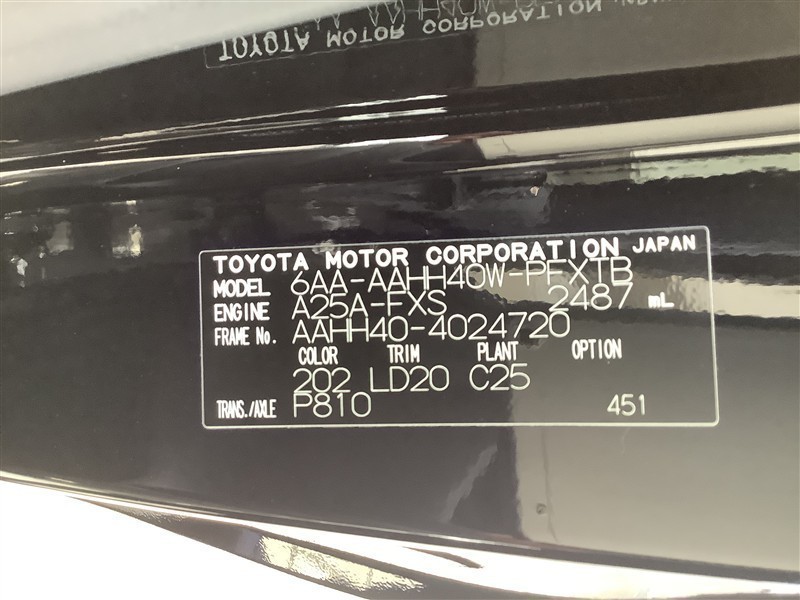 TOYOTA MOTOR CORPORATION JAPAN
MODEL 6AA-AAHH40W-PFXTB
ENGINE A25A-FXS 2487 mL
FRAME No. AAHH40-4024720
COLOR TRIM PLANT OPTION
202 LD20 C25
TRANS./AXLE P810 451